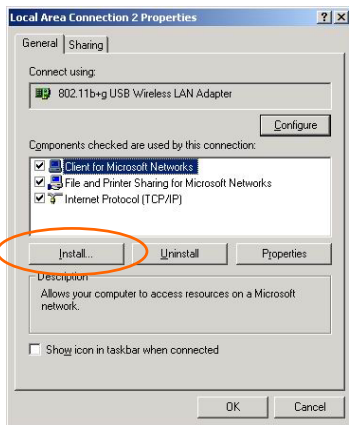 Local Area Connection 2 Properties
General Sharing
Connect using:
802.11b+g USB Wireless LAN Adapter
Configure
Components checked are used by this connection:
Client for Microsoft Networks
File and Printer Sharing for Microsoft Networks
Internet Protocol (TCP/IP)
Install... Uninstall Properties
Description
Allows your computer to access resources on a Microsoft
network.
Show icon in taskbar when connected
OK Cancel